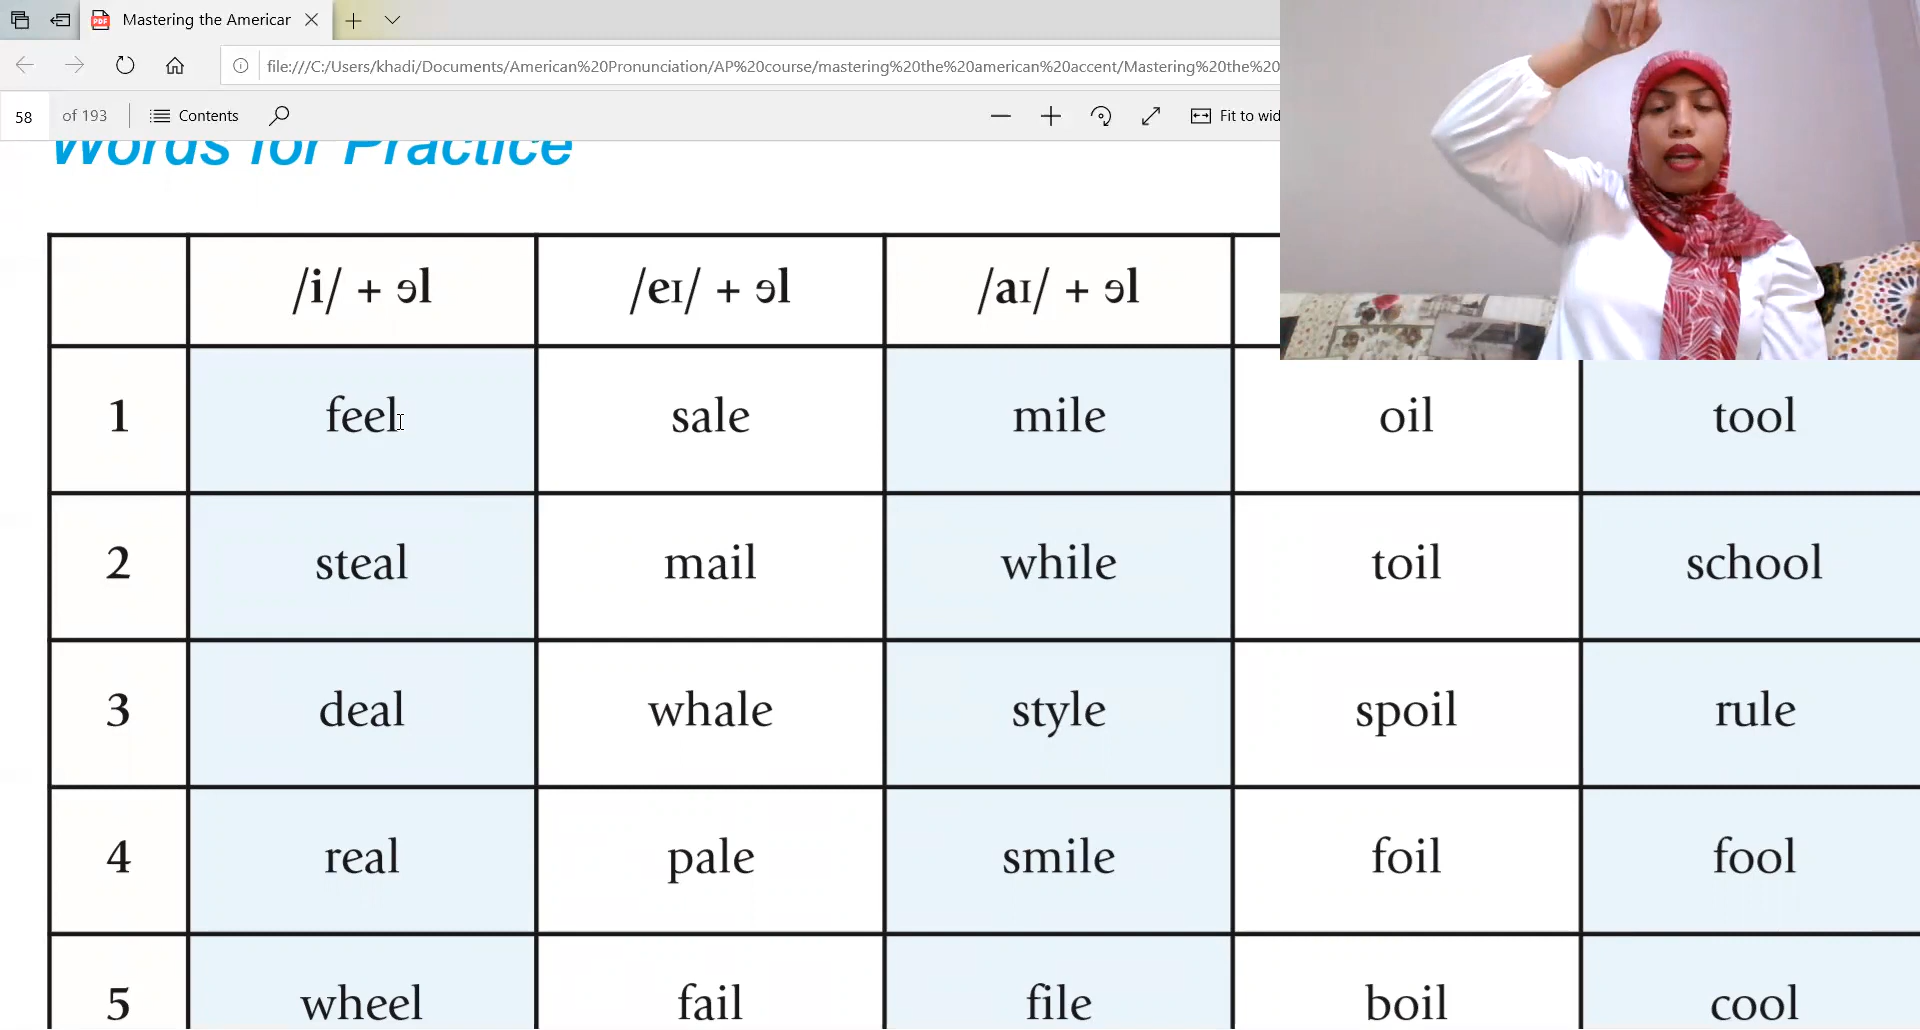 Mastering the Americar
file:///C:/Users/khadi/Documents/American%20Pronunciation/AP%20course/mastering%20the%20american%20accent/Mastering%20the%20
58 of 193 Contents Fit to wid
Words for Practice
/i/ + əl /eɪ/ + əl /aɪ/ + əl
1 feel sale mile oil tool
2 steal mail while toil school
3 deal whale style spoil rule
4 real pale smile foil fool
5 wheel fail file boil cool